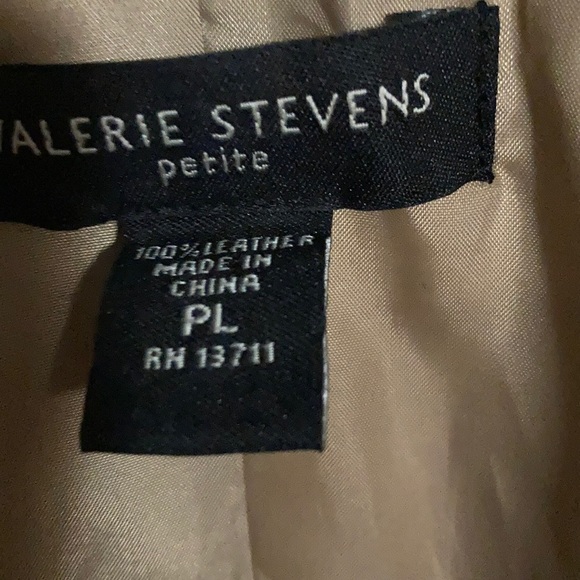 VALERIE STEVENS
petite
100% LEATHER
MADE IN
CHINA
PL
RN 13711